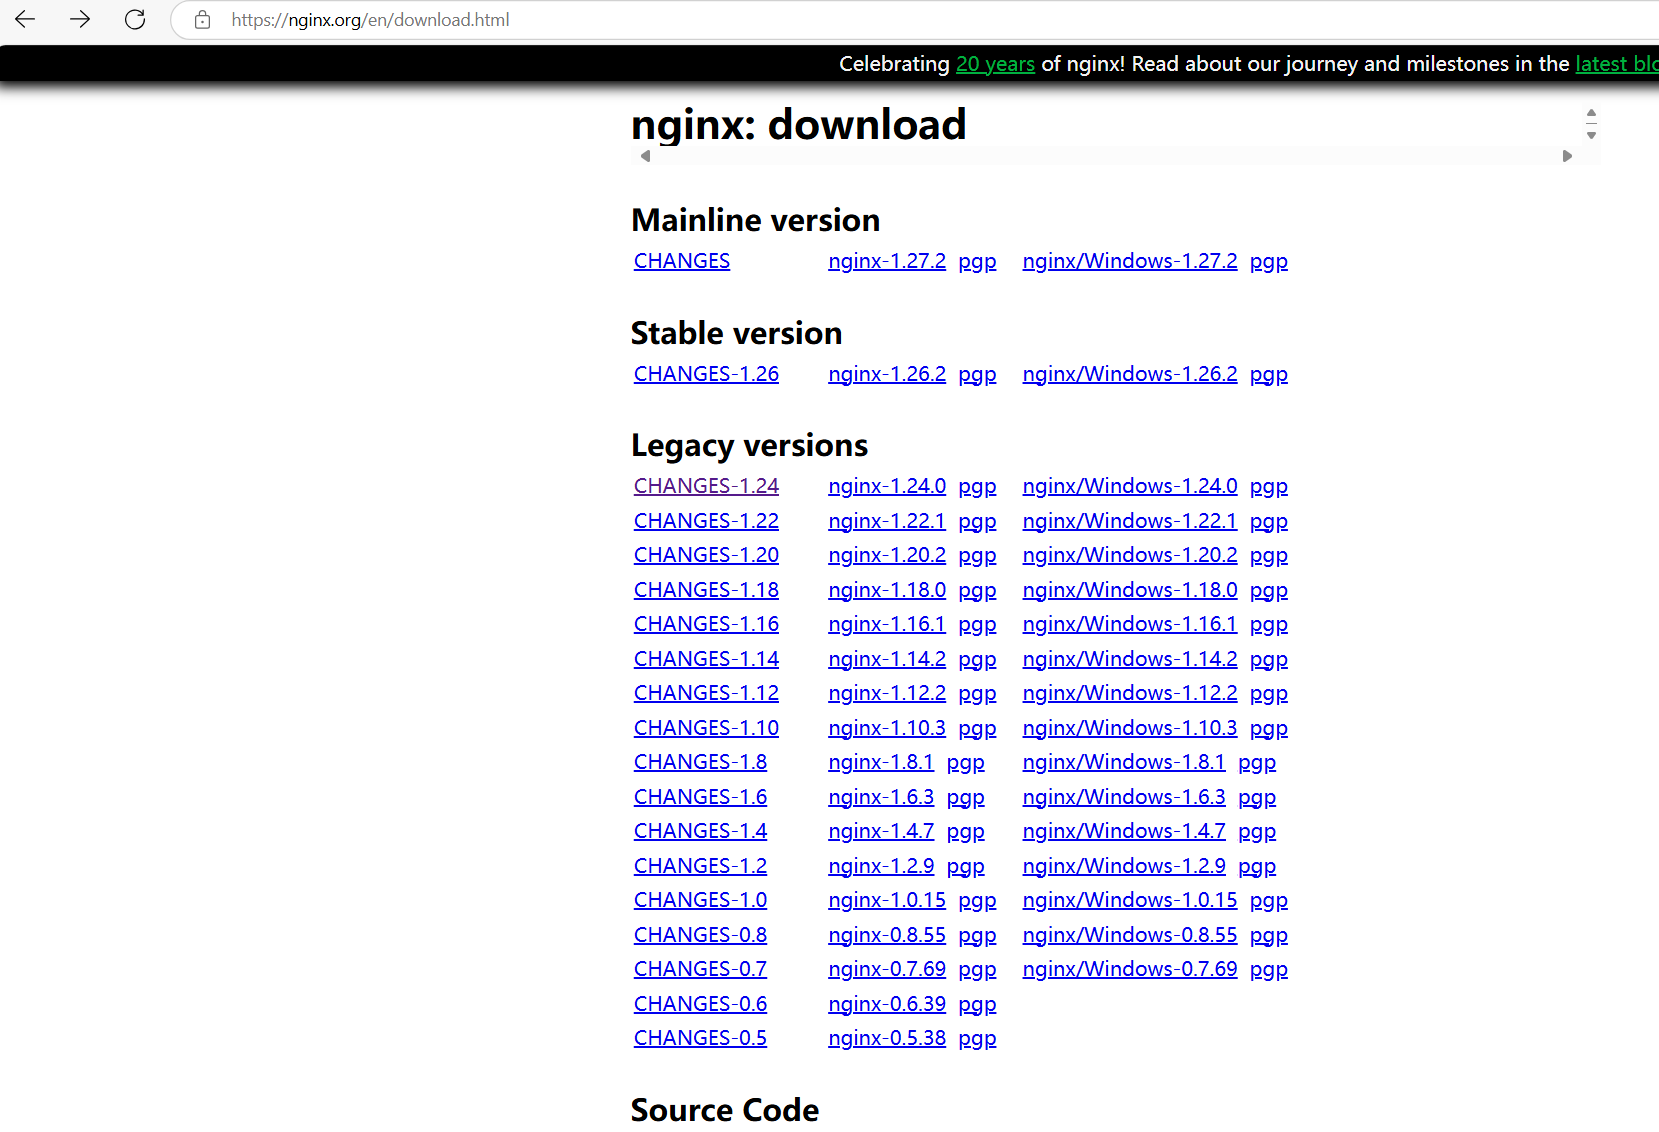 https://nginx.org/en/download.html
Celebrating 20 years of nginx! Read about our journey and milestones in the latest
nginx: download
Mainline version
CHANGES nginx-1.27.2 pgp nginx/Windows-1.27.2 pgp
Stable version
CHANGES-1.26 nginx-1.26.2 pgp nginx/Windows-1.26.2 pgp
Legacy versions
CHANGES-1.24 nginx-1.24.0 pgp nginx/Windows-1.24.0 pgp
CHANGES-1.22 nginx-1.22.1 pgp nginx/Windows-1.22.1 pgp
CHANGES-1.20 nginx-1.20.2 pgp nginx/Windows-1.20.2 pgp
CHANGES-1.18 nginx-1.18.0 pgp nginx/Windows-1.18.0 pgp
CHANGES-1.16 nginx-1.16.1 pgp nginx/Windows-1.16.1 pgp
CHANGES-1.14 nginx-1.14.2 pgp nginx/Windows-1.14.2 pgp
CHANGES-1.12 nginx-1.12.2 pgp nginx/Windows-1.12.2 pgp
CHANGES-1.10 nginx-1.10.3 pgp nginx/Windows-1.10.3 pgp
CHANGES-1.8 nginx-1.8.1 pgp nginx/Windows-1.8.1 pgp
CHANGES-1.6 nginx-1.6.3 pgp nginx/Windows-1.6.3 pgp
CHANGES-1.4 nginx-1.4.7 pgp nginx/Windows-1.4.7 pgp
CHANGES-1.2 nginx-1.2.9 pgp nginx/Windows-1.2.9 pgp
CHANGES-1.0 nginx-1.0.15 pgp nginx/Windows-1.0.15 pgp
CHANGES-0.8 nginx-0.8.55 pgp nginx/Windows-0.8.55 pgp
CHANGES-0.7 nginx-0.7.69 pgp nginx/Windows-0.7.69 pgp
CHANGES-0.6 nginx-0.6.39 pgp
CHANGES-0.5 nginx-0.5.38 pgp
Source Code